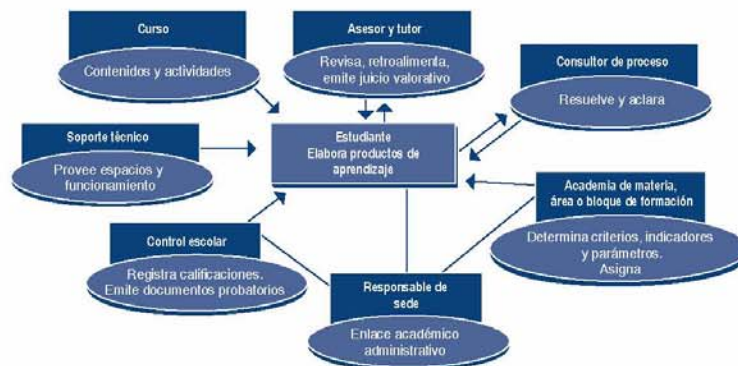 Curso
Contenidos y actividades
Asesor y tutor
Revisa, retroalimenta,
emite juicio valorativo
Consultor de proceso
Resuelve y aclara
Soporte técnico
Provee espacios y
funcionamiento
Estudiante
Elabora productos de
aprendizaje
Academia de materia,
área o bloque de formación
Determina criterios, indicadores
y parámetros.
Asigna
Control escolar
Registra calificaciones.
Emite documentos probatorios
Responsable de
sede
Enlace académico
administrativo